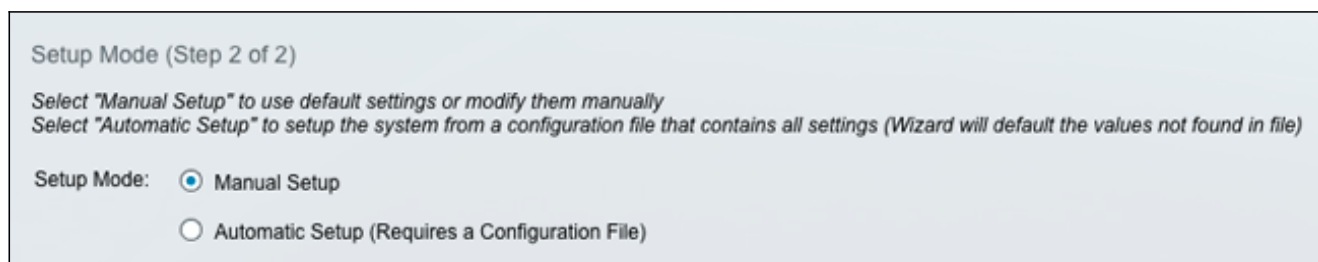 Setup Mode (Step 2 of 2)
Select "Manual Setup" to use default settings or modify them manually
Select "Automatic Setup" to setup the system from a configuration file that contains all settings (Wizard will default the values not found in file)
Setup Mode: Manual Setup
Automatic Setup (Requires a Configuration File)